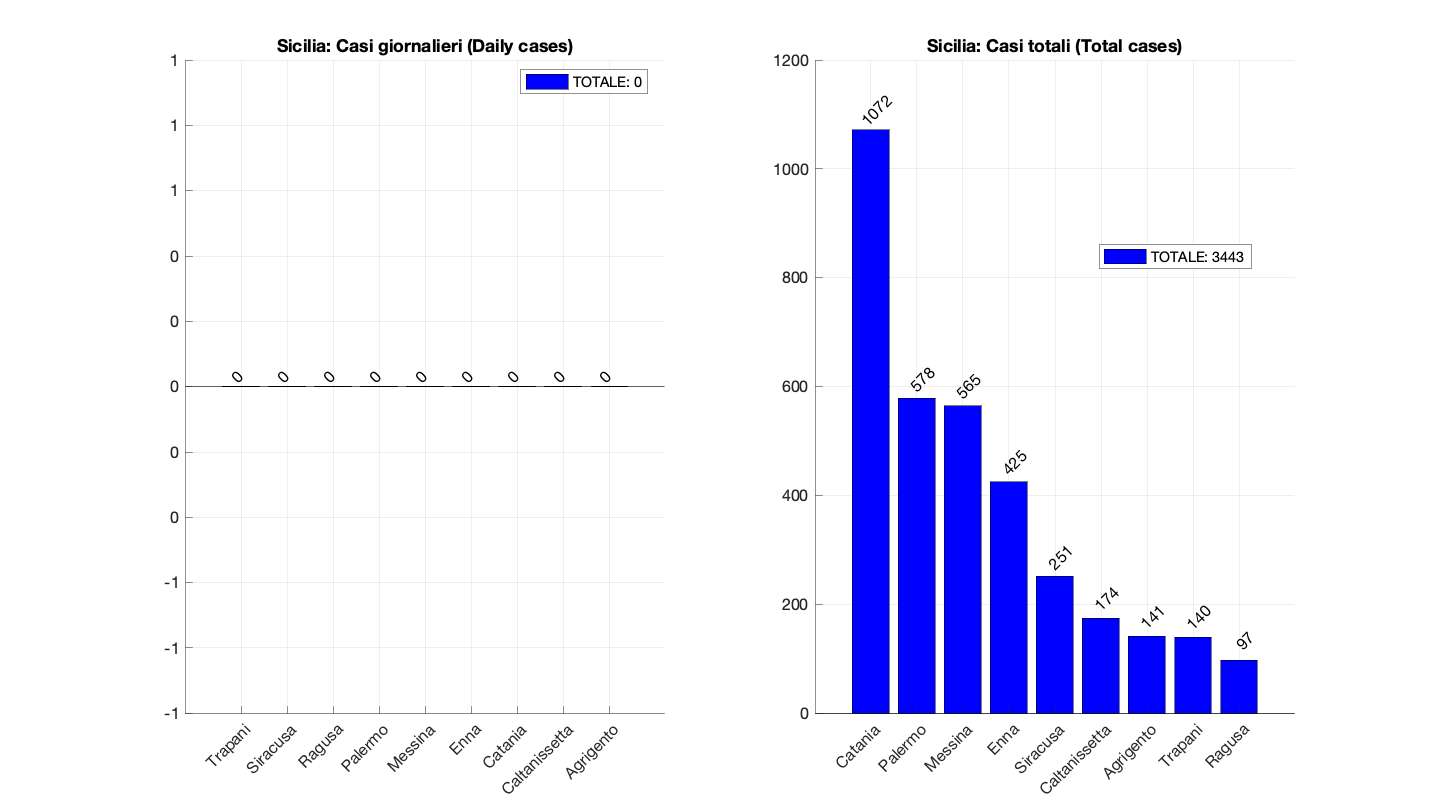 Sicilia: Casi giornalieri (Daily cases)
TOTALE: 0
1
1
1
0
0
0
0
0
-1
-1
-1
0 0 0 0 0 0 0 0 0
Trapani Siracusa Ragusa Palermo Messina Enna Catania Caltanissetta Agrigento
Sicilia: Casi totali (Total cases)
TOTALE: 3443
1200
1000
800
600
400
200
0
1072 578 565 425 251 174 141 140 97
Catania Palermo Messina Enna Siracusa Caltanissetta Agrigento Trapani Ragusa